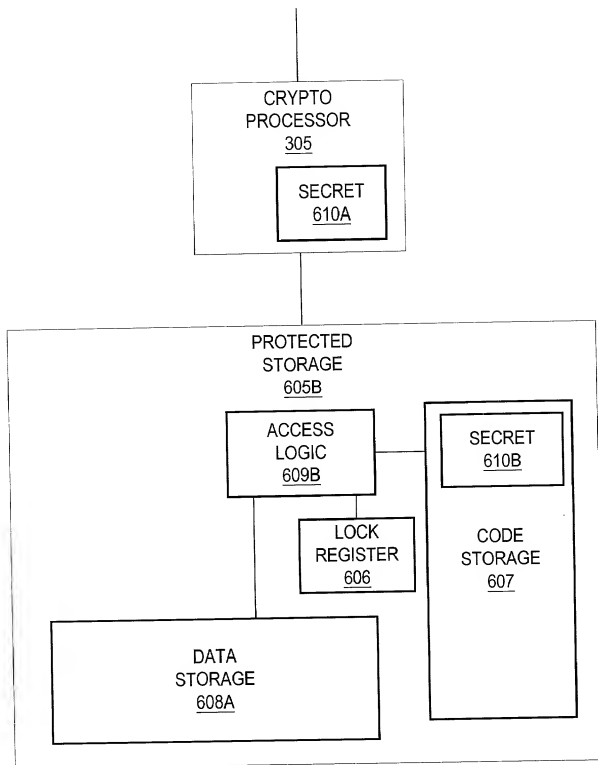 CRYPTO
PROCESSOR
305
SECRET
610A
PROTECTED
STORAGE
605B
ACCESS
LOGIC
609B
SECRET
610B
LOCK
REGISTER
606
CODE
STORAGE
607
DATA
STORAGE
608A